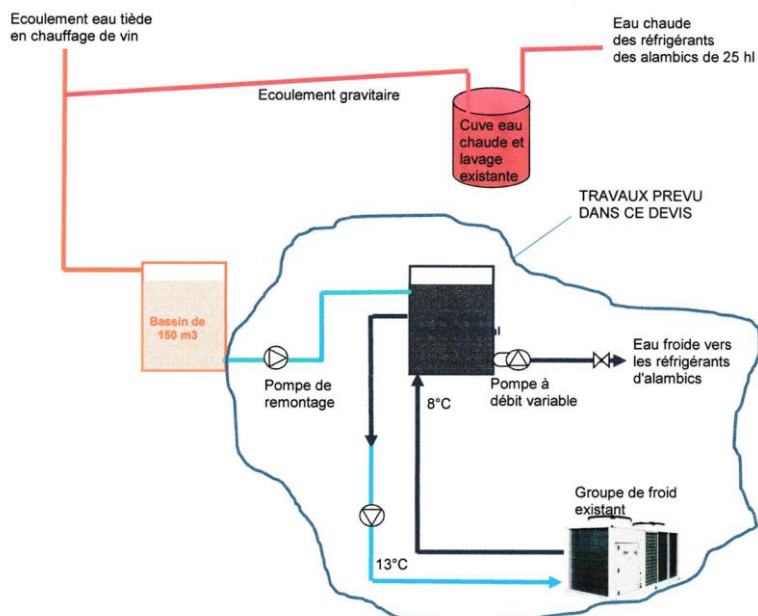 Ecoulement eau tiède
en chauffage de vin
Eau chaude
des réfrigérants
des alambics de 25 hl
Ecoulement gravitaire
Cuve eau
chaude et
lavage
existante
TRAVAUX PREVU
DANS CE DEVIS
Bassin de
150 m3
hl
Pompe de
remontage
Pompe à
débit variable
Eau froide vers
les réfrigérants
d'alambics
8°C
Groupe de froid
existant
13°C